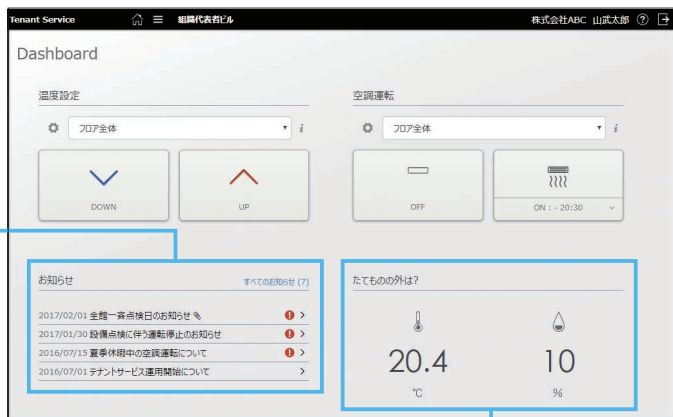 Tenant Service 組織代表者ビル 株式会社ABC 山武太郎 ?
Dashboard
温度設定
フロア全体 i
DOWN UP
空調運転
フロア全体 i
OFF ON : - 20:30
お知らせ すべてのお知らせ (7)
2017/02/01 全館一斉点検日のお知らせ
2017/01/30 設備点検に伴う運転停止のお知らせ
2016/07/15 夏季休暇中の空調運転について
2016/07/01 テナントサービス運用開始について
たてものの外は?
20.4 10
℃ %